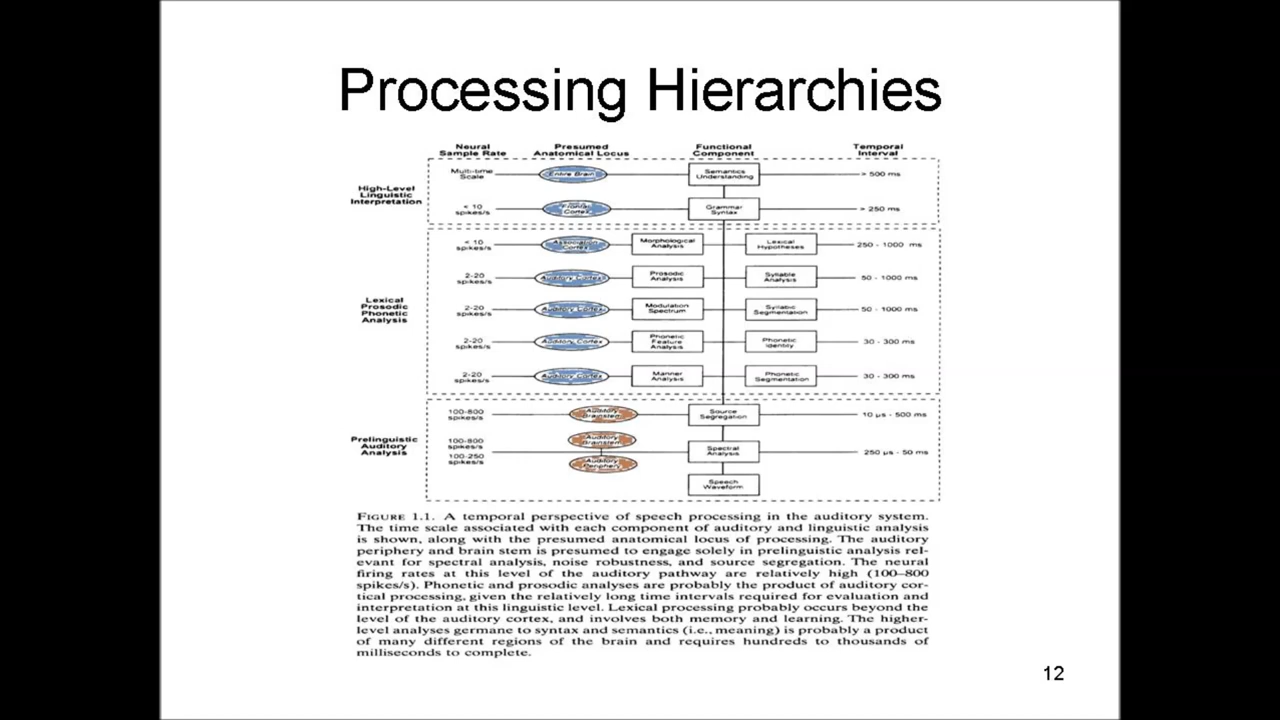 Processing Hierarchies
Neural Sample Rate
Presumed Anatomical Locus
Functional Component
Temporal Interval
High-Level Linguistic Interpretation
Multi-time Scale
Entire Brain
Semantics Understanding
> 500 ms
< 10 spikes/s
Frontal Cortex
Grammar Syntax
> 250 ms
Lexical Prosodic Phonetic Analysis
< 10 spikes/s
Association Cortex
Morphological Analysis
Lexical Hypotheses
250 - 1000 ms
2-20 spikes/s
Auditory Cortex
Prosodic Analysis
Syllable Analysis
50 - 1000 ms
2-20 spikes/s
Auditory Cortex
Modulation Spectrum
Syllabic Segmentation
50 - 1000 ms
2-20 spikes/s
Auditory Cortex
Phonetic Feature Analysis
Phonetic Identity
30 - 300 ms
2-20 spikes/s
Auditory Cortex
Manner Analysis
Phonetic Segmentation
30 - 300 ms
Prelinguistic Auditory Analysis
100-800 spikes/s
Auditory Brainstem
Source Segregation
10 µs - 500 ms
100-800 spikes/s
Auditory Brainstem
100-250 spikes/s
Auditory Periphery
Spectral Analysis
250 µs - 50 ms
Speech Waveform
FIGURE 1.1. A temporal perspective of speech processing in the auditory system.
The time scale associated with each component of auditory and linguistic analysis
is shown, along with the presumed anatomical locus of processing. The auditory
periphery and brain stem is presumed to engage solely in prelinguistic analysis rel-
evant for spectral analysis, noise robustness, and source segregation. The neural
firing rates at this level of the auditory pathway are relatively high (100–800
spikes/s). Phonetic and prosodic analyses are probably the product of auditory cor-
tical processing, given the relatively long time intervals required for evaluation and
interpretation at this linguistic level. Lexical processing probably occurs beyond the
level of the auditory cortex, and involves both memory and learning. The higher-
level analyses germane to syntax and semantics (i.e., meaning) is probably a product
of many different regions of the brain and requires hundreds to thousands of
milliseconds to complete.
12